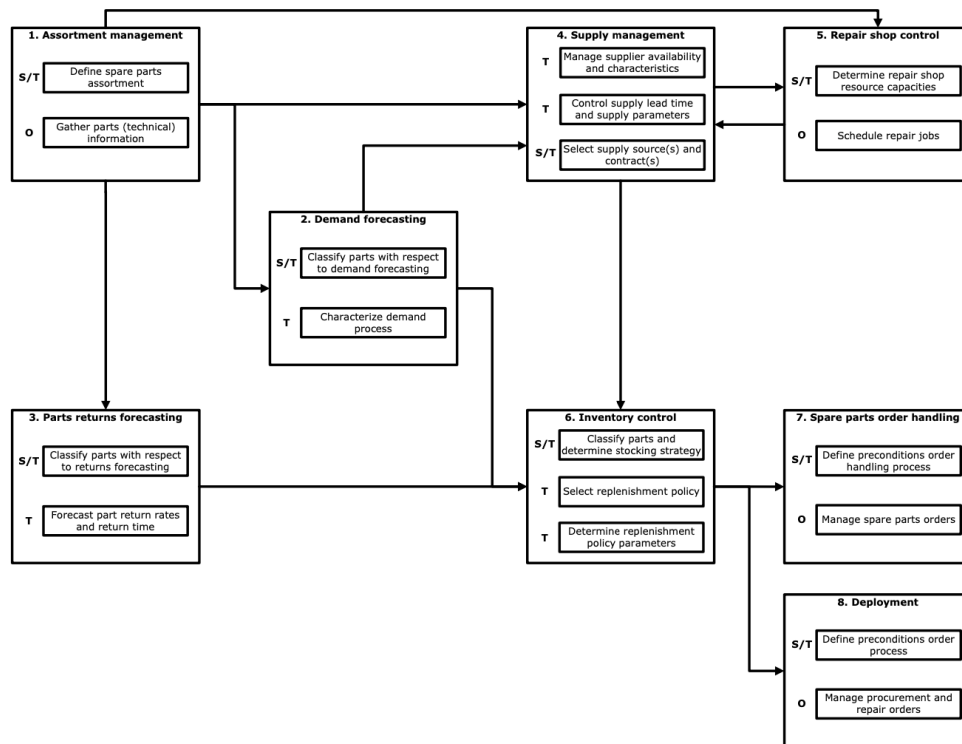 1. Assortment management
S/T
Define spare parts
assortment
O
Gather parts (technical)
information
4. Supply management
T
Manage supplier availability
and characteristics
T
Control supply lead time
and supply parameters
S/T
Select supply source(s) and
contract(s)
5. Repair shop control
S/T
Determine repair shop
resource capacities
O
Schedule repair jobs
2. Demand forecasting
S/T
Classify parts with respect
to demand forecasting
T
Characterize demand
process
3. Parts returns forecasting
S/T
Classify parts with respect
to returns forecasting
T
Forecast part return rates
and return time
6. Inventory control
S/T
Classify parts and
determine stocking strategy
T
Select replenishment policy
T
Determine replenishment
policy parameters
7. Spare parts order handling
S/T
Define preconditions order
handling process
O
Manage spare parts orders
8. Deployment
S/T
Define preconditions order
process
O
Manage procurement and
repair orders